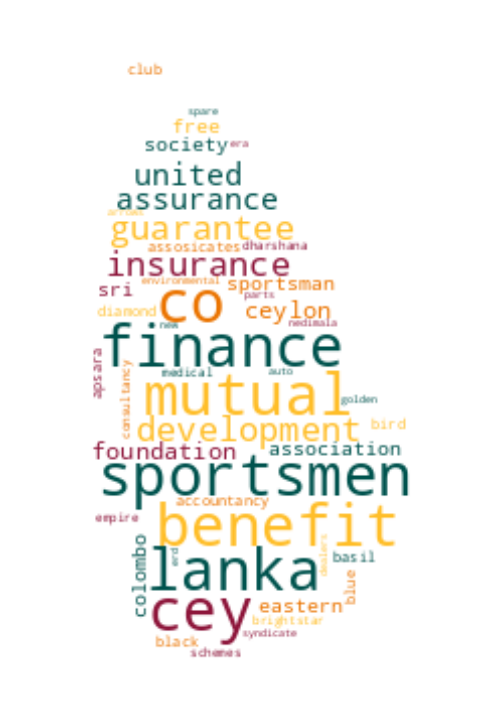 club
spare
free
society era
united
assurance
arrows
guarantee
assosicates dharshana
insurance
environmental sportsman
sri parts
co ceylon
diamond
new nedimala
finance
apsara
medical auto
consultancy
mutual golden
development bird
foundation association
sportsmen
accountancy
empire benefit
colombo erd dealers basil
lanka blue
cey eastern
brightstar
black syndicate
schemes